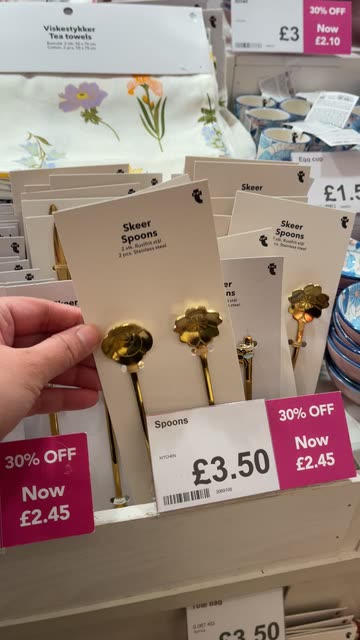 Viskestykker
Tea towels
£3
30% OFF
Now
£2.10
Egg cup
£1.5
Skeer
Skeer
Spoons
2 stk. Rustfrit stål
2 pcs. Stainless steel
Skeer
Spoons
2 stk. Rustfrit stål
2 pcs. Stainless steel
Spoons
KITCHEN
£3.50
30% OFF
Now
£2.45
30% OFF
Now
£2.45
£3.50